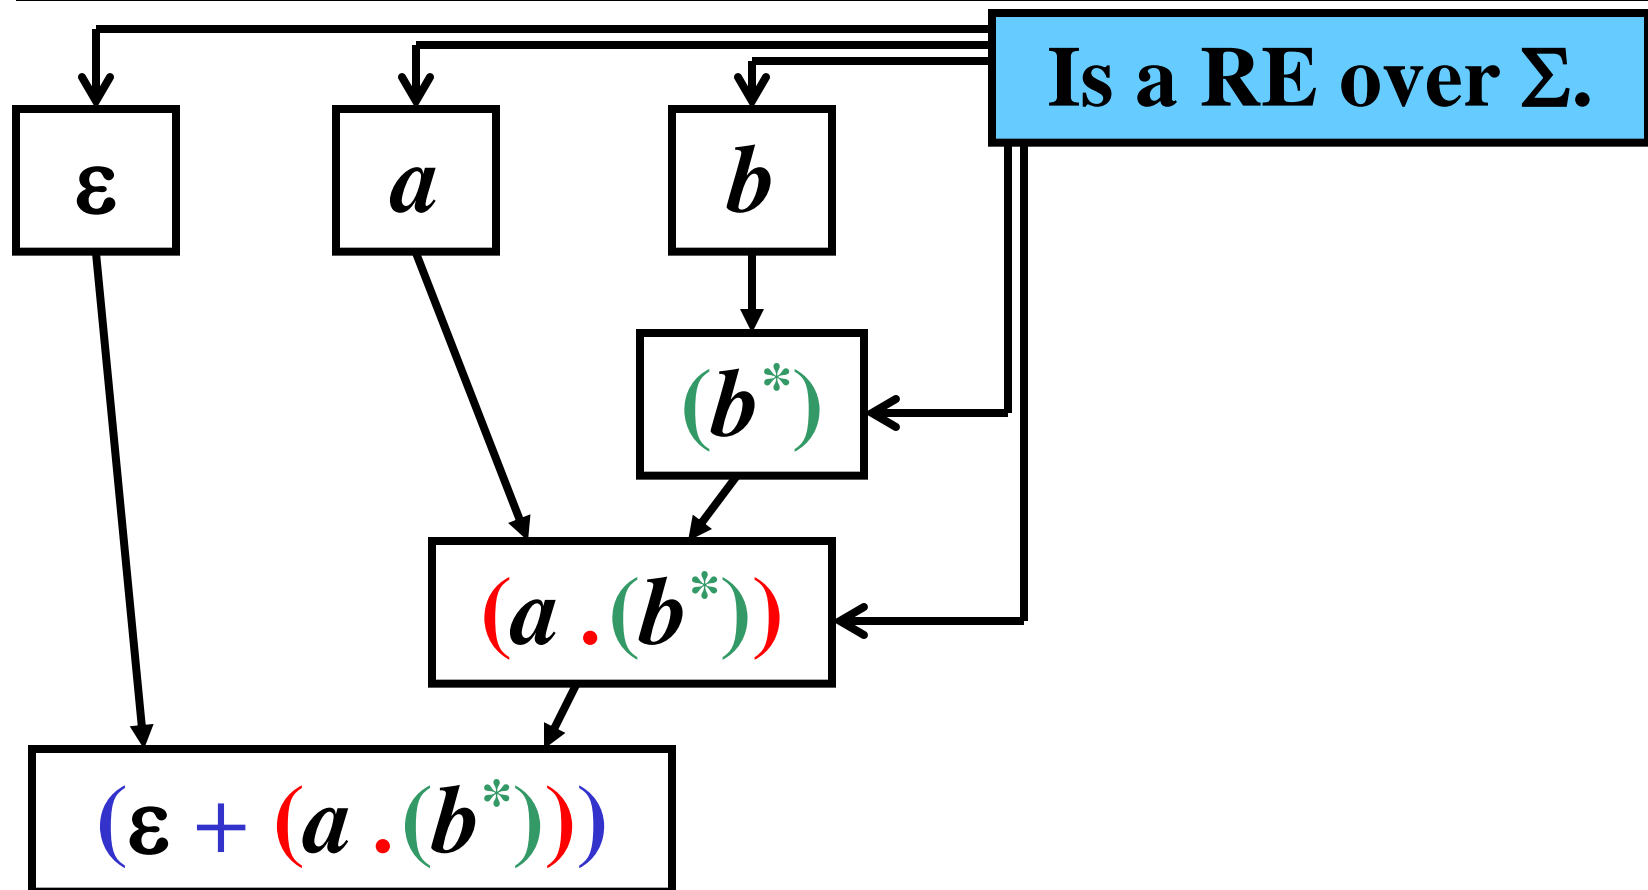 Is a RE over Σ.
ε
a
b
(b*)
(a .(b*))
(ε + (a .(b*)))